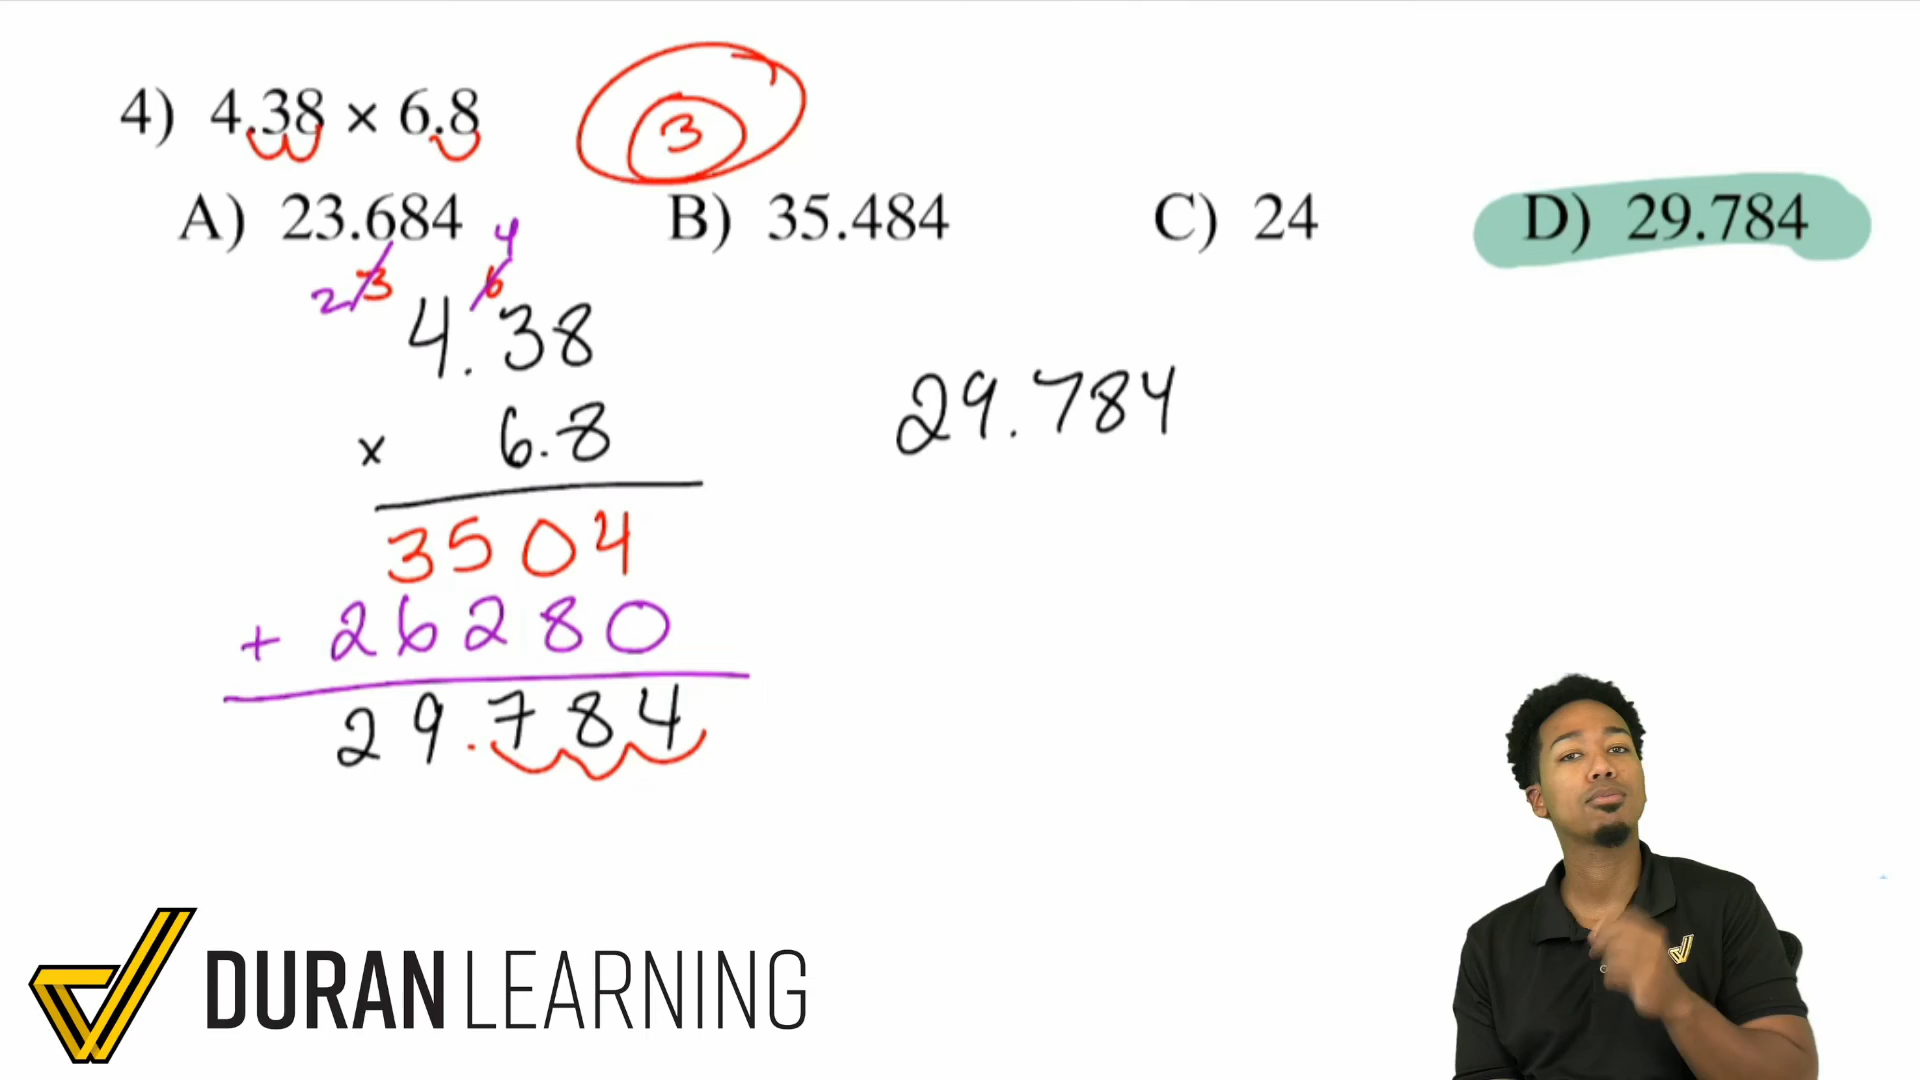 4) 4.38 × 6.8
3
A) 23.684 B) 35.484 C) 24 D) 29.784
4
2 3 6
4.38
× 6.8
3504
+ 26280
29.784
29.784
DURAN LEARNING